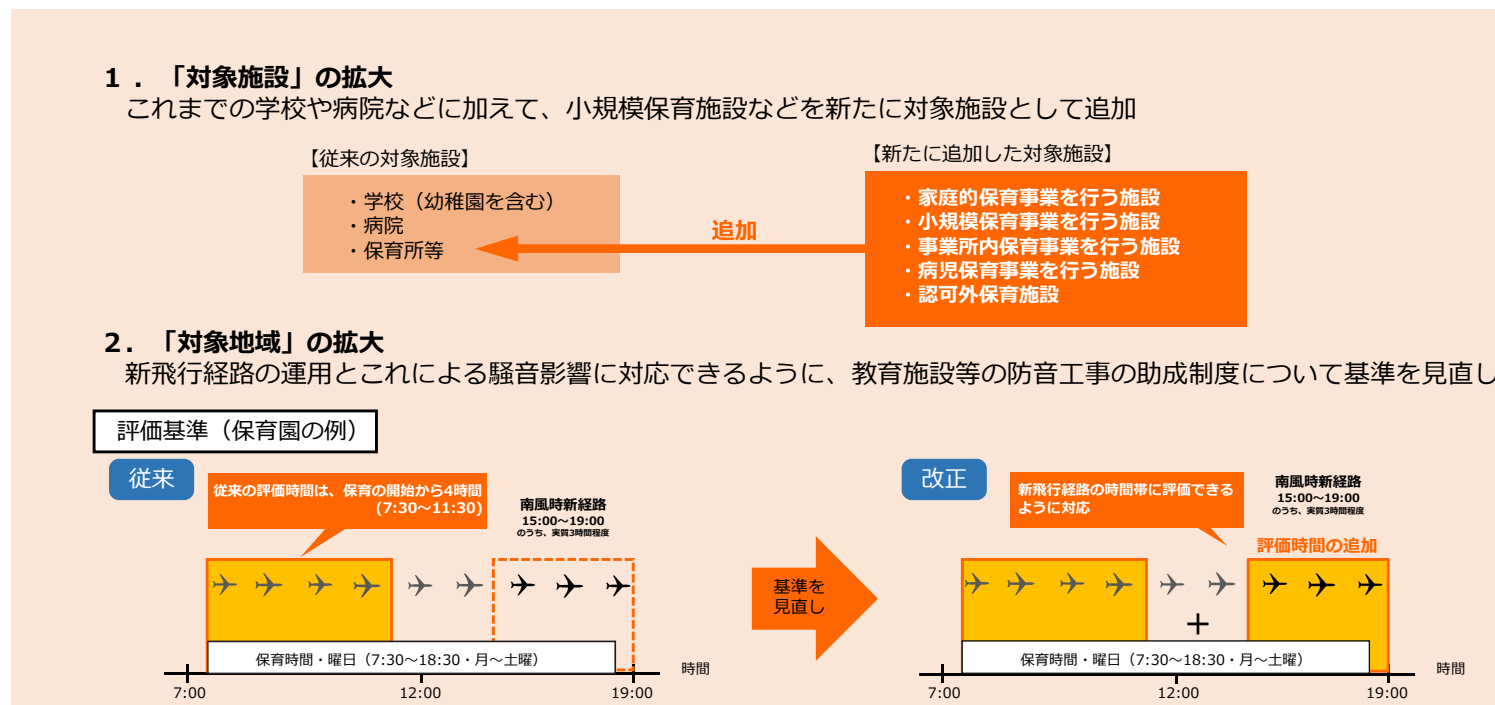 １．「対象施設」の拡大
これまでの学校や病院などに加えて、小規模保育施設などを新たに対象施設として追加
【従来の対象施設】
・学校（幼稚園を含む）
・病院
・保育所等
追加
【新たに追加した対象施設】
・家庭的保育事業を行う施設
・小規模保育事業を行う施設
・事業所内保育事業を行う施設
・病児保育事業を行う施設
・認可外保育施設
２．「対象地域」の拡大
新飛行経路の運用とこれによる騒音影響に対応できるように、教育施設等の防音工事の助成制度について基準を見直し
評価基準（保育園の例）
従来
従来の評価時間は、保育の開始から4時間
(7:30～11:30)
南風時新経路
15:00～19:00
のうち、実質3時間程度
保育時間・曜日（7:30～18:30・月～土曜）
時間
7:00
12:00
19:00
基準を
見直し
改正
新飛行経路の時間帯に評価できる
ように対応
南風時新経路
15:00～19:00
のうち、実質3時間程度
評価時間の追加
＋
保育時間・曜日（7:30～18:30・月～土曜）
時間
7:00
12:00
19:00